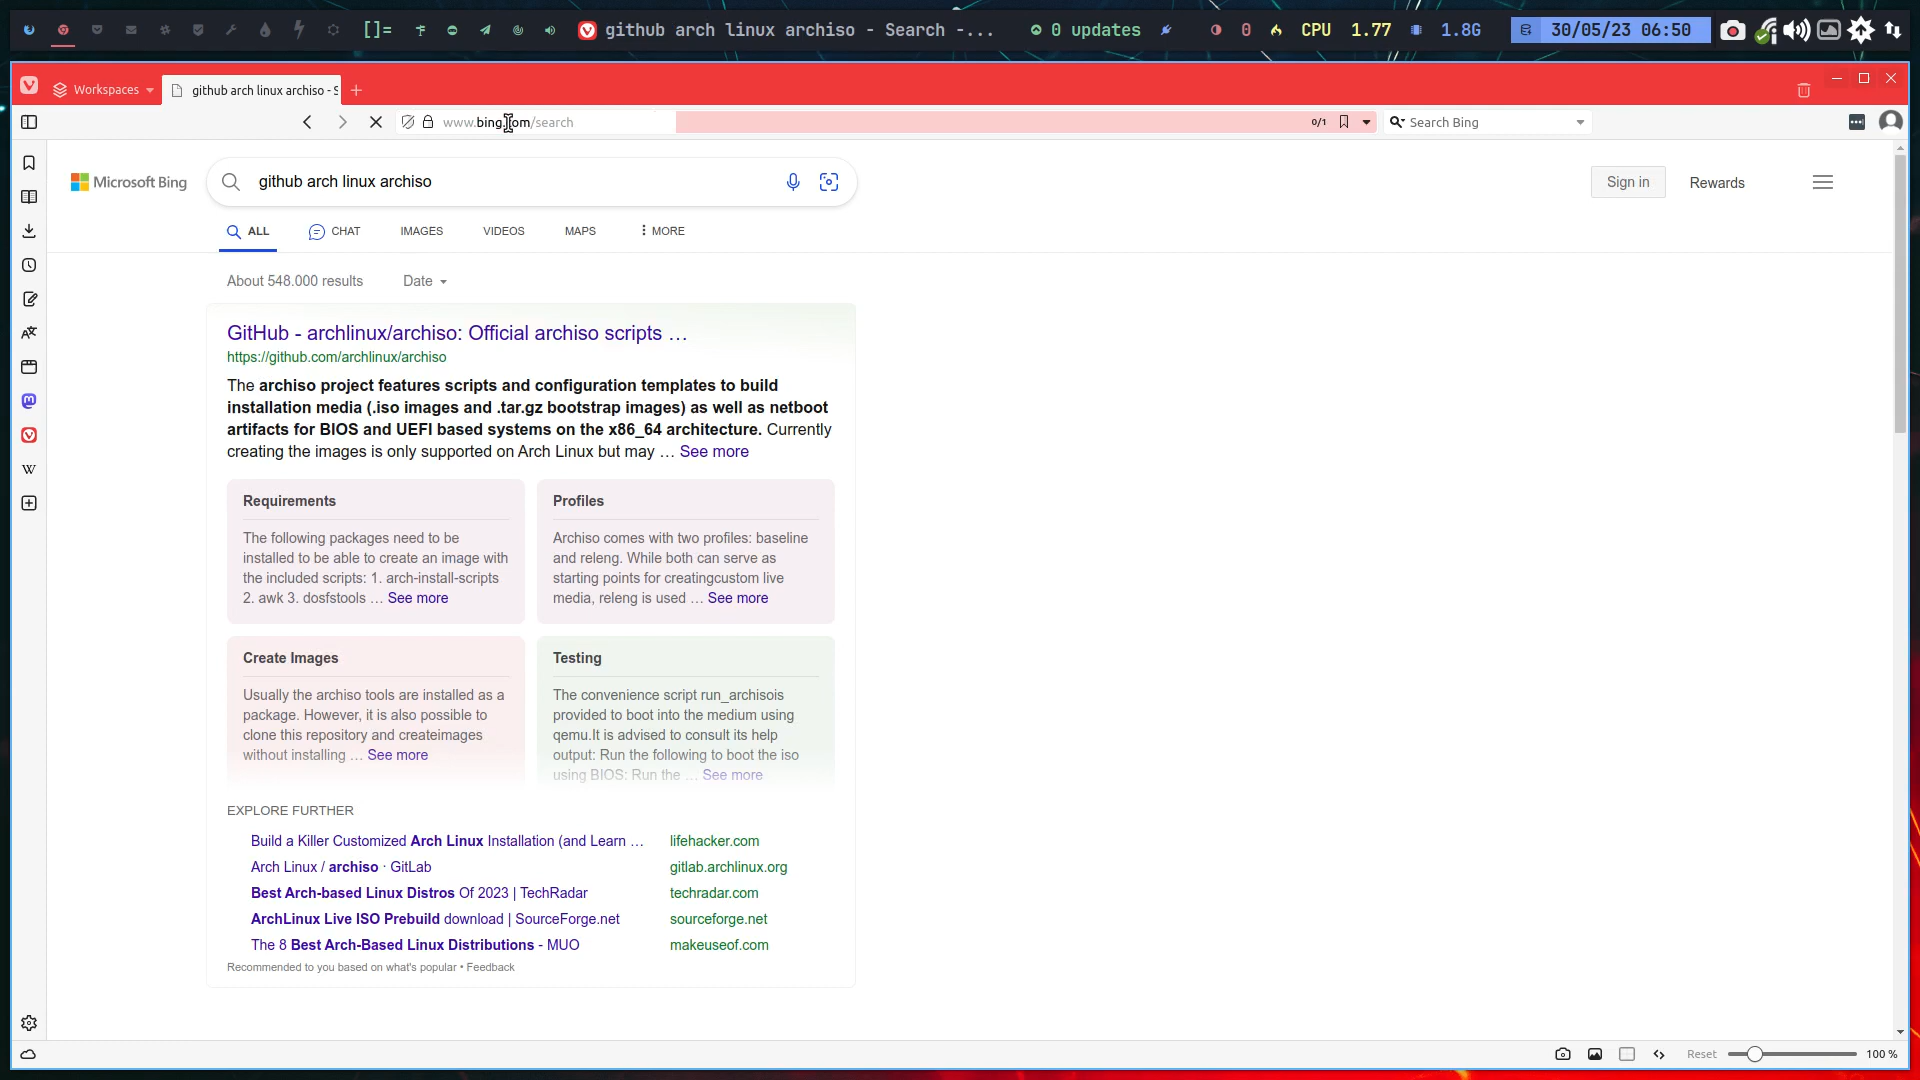 []=
github arch linux archiso - Search -...
0 updates
0
CPU 1.77
1.8G
30/05/23 06:50
Workspaces
github arch linux archiso - S
www.bing.com/search
0/1
Search Bing
Microsoft Bing
github arch linux archiso
Sign in
Rewards
ALL
CHAT
IMAGES
VIDEOS
MAPS
MORE
About 548.000 results
Date
GitHub - archlinux/archiso: Official archiso scripts …
https://github.com/archlinux/archiso
The archiso project features scripts and configuration templates to build
installation media (.iso images and .tar.gz bootstrap images) as well as netboot
artifacts for BIOS and UEFI based systems on the x86_64 architecture. Currently
creating the images is only supported on Arch Linux but may … See more
Requirements
The following packages need to be
installed to be able to create an image with
the included scripts: 1. arch-install-scripts
2. awk 3. dosfstools … See more
Profiles
Archiso comes with two profiles: baseline
and releng. While both can serve as
starting points for creatingcustom live
media, releng is used … See more
Create Images
Usually the archiso tools are installed as a
package. However, it is also possible to
clone this repository and createimages
without installing … See more
Testing
The convenience script run_archisois
provided to boot into the medium using
qemu.It is advised to consult its help
output: Run the following to boot the iso
using BIOS: Run the … See more
EXPLORE FURTHER
Build a Killer Customized Arch Linux Installation (and Learn … lifehacker.com
Arch Linux / archiso · GitLab gitlab.archlinux.org
Best Arch-based Linux Distros Of 2023 | TechRadar techradar.com
ArchLinux Live ISO Prebuild download | SourceForge.net sourceforge.net
The 8 Best Arch-Based Linux Distributions - MUO makeuseof.com
Recommended to you based on what's popular • Feedback
Reset
100 %